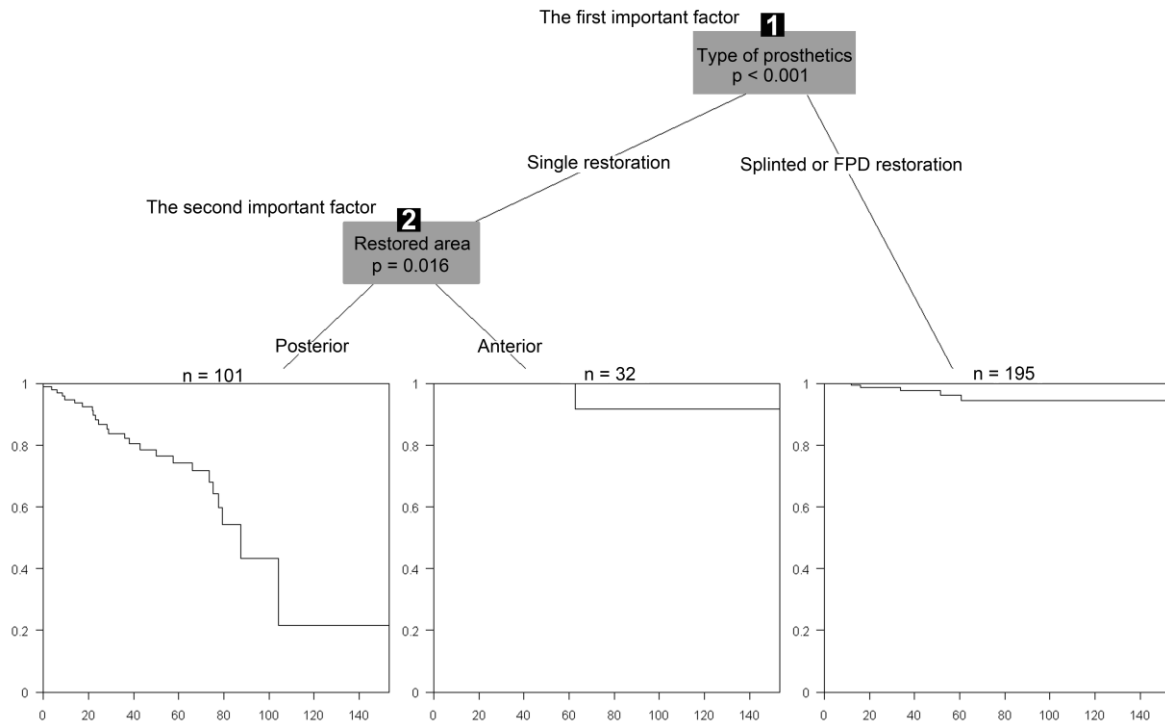 The first important factor
1
Type of prosthetics
p < 0.001
Single restoration
Splinted or FPD restoration
The second important factor
2
Restored area
p = 0.016
Posterior
Anterior
n = 101
n = 32
n = 195
1
0.8
0.6
0.4
0.2
0
0 20 40 60 80 100 120 140
1
0.8
0.6
0.4
0.2
0
0 20 40 60 80 100 120 140
1
0.8
0.6
0.4
0.2
0
0 20 40 60 80 100 120 140